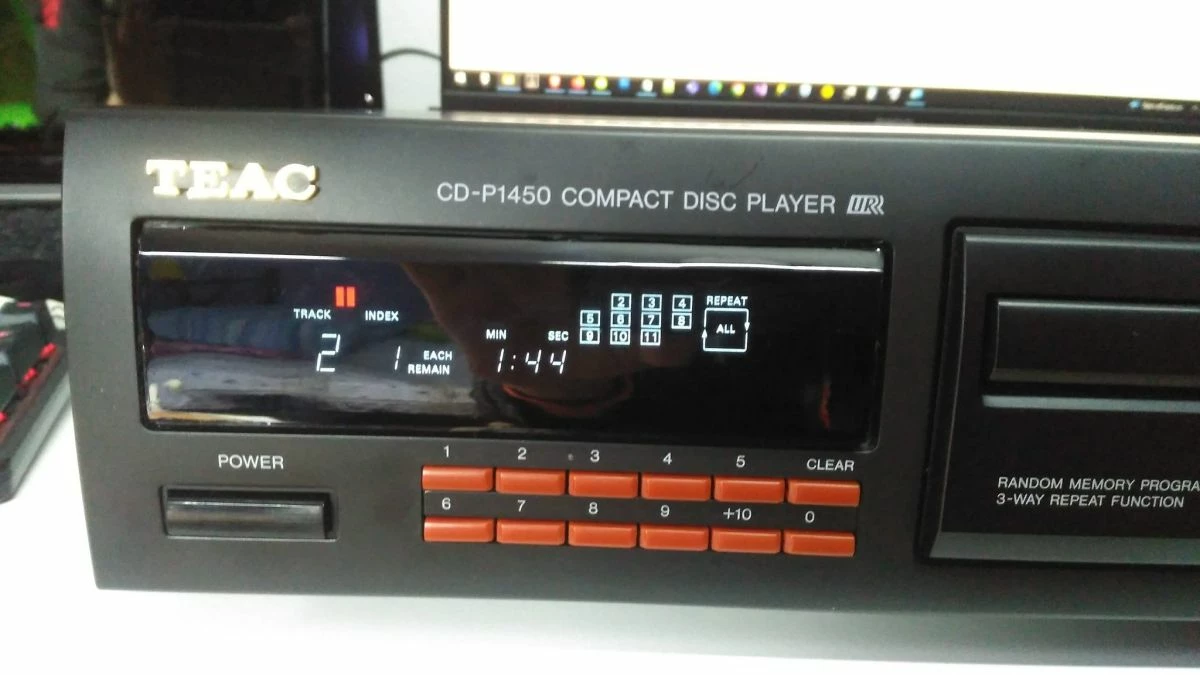 TEAC
CD-P1450 COMPACT DISC PLAYER URR
TRACK INDEX
2 1 EACH REMAIN
MIN SEC
1:44
2 3 4
5 6 7 8
9 10 11
REPEAT
ALL
POWER
1 2 3 4 5 CLEAR
6 7 8 9 +10 0
RANDOM MEMORY PROGRA
3-WAY REPEAT FUNCTION